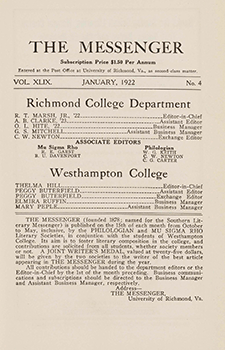 THE MESSENGER
Subscription Price $1.50 Per Annum
Entered at the Post Office at University of Richmond, Va., as second-class matter.
VOL. XLIX. JANUARY, 1922 No. 4
Richmond College Department
R. T. MARSH, JR., '22 Editor-in-Chief
A. B. CLARKE, '23 Assistant Editor
O. L. HITE, '22 Business Manager
G. S. MITCHELL Assistant Business Manager
C. W. NEWTON Exchange Editor
ASSOCIATE EDITORS
Mu Sigma Rho Philologian
E. E. GARST W. O. KEITH
R. U. DAVENPORT C. W. NEWTON
C. G. CARTER
Westhampton College
THELMA HILL Editor-in-Chief
PEGGY BUTTERFIELD Assistant Editor
PEGGY BUTTERFIELD Exchange Editor
ELMIRA RUFFIN Business Manager
MARY PEPLE Assistant Business Manager
THE MESSENGER (founded 1878; named for the Southern Literary Messenger) is published on the 15th of each month from October to May, inclusive, by the PHILOLOGIAN and MU SIGMA RHO Literary Societies, in conjunction with the students of Westhampton College. Its aim is to foster literary composition in the college, and contributions are solicited from all students, whether society members or not. A JOINT WRITER'S MEDAL, valued at twenty-five dollars, will be given by the two societies to the writer of the best article appearing in THE MESSENGER during the year.
All contributions should be handed to the department editors or the Editor-in-Chief by the 1st of the month preceding. Business communications and subscriptions should be directed to the Business Manager and Assistant Business Manager, respectively.
Address—
THE MESSENGER,
University of Richmond, Va.